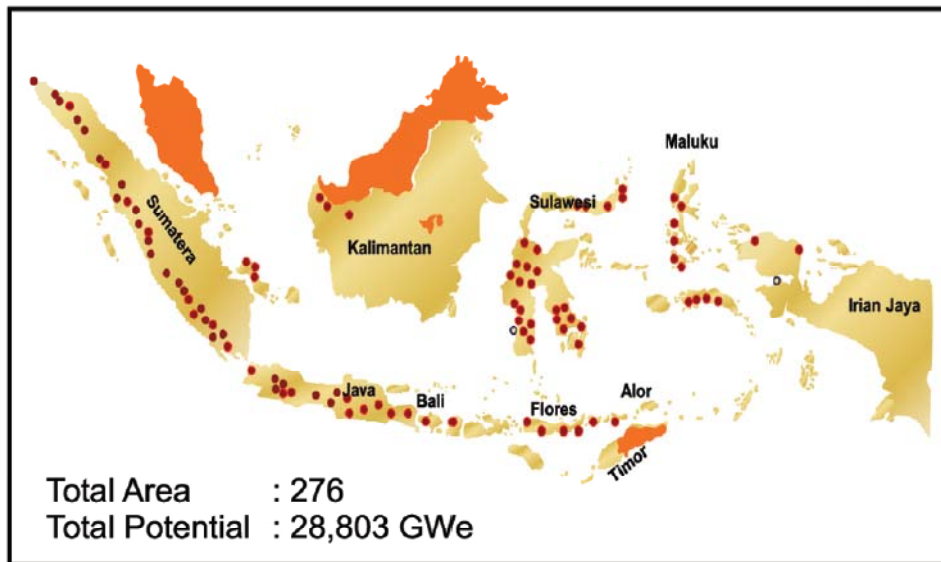 Maluku
Sumatera
Sulawesi
Kalimantan
Irian Jaya
Java
Bali
Flores
Alor
Timor
Total Area : 276
Total Potential : 28,803 GWe